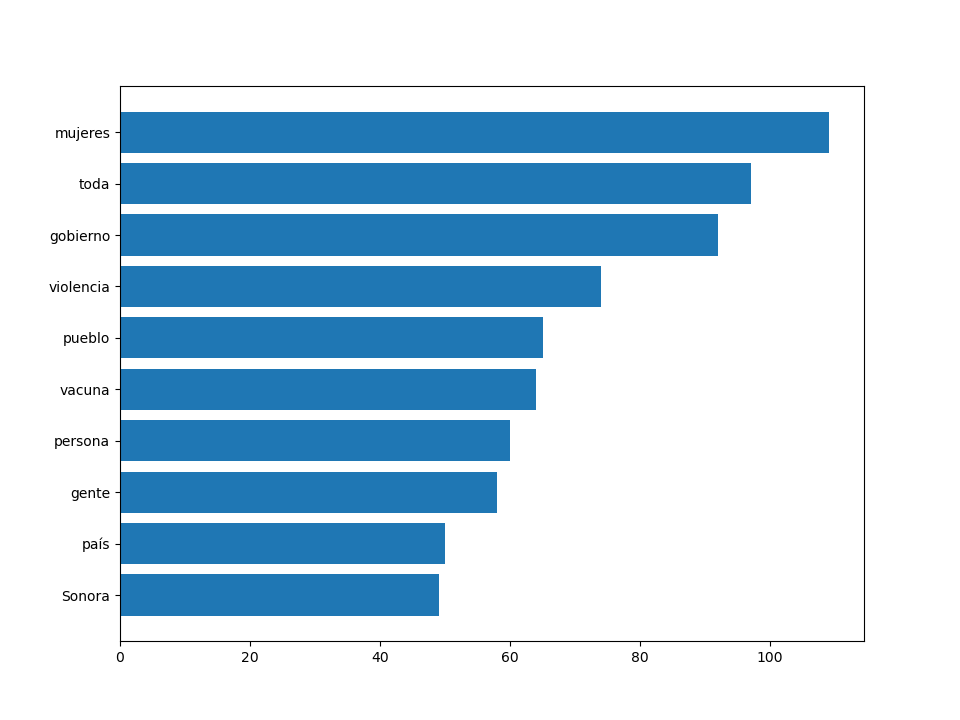 mujeres
toda
gobierno
violencia
pueblo
vacuna
persona
gente
país
Sonora
0 20 40 60 80 100